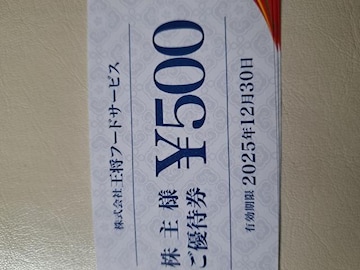 株式会社王将フードサービス
株主様
ご優待券
¥500
有効期限 2025年12月30日